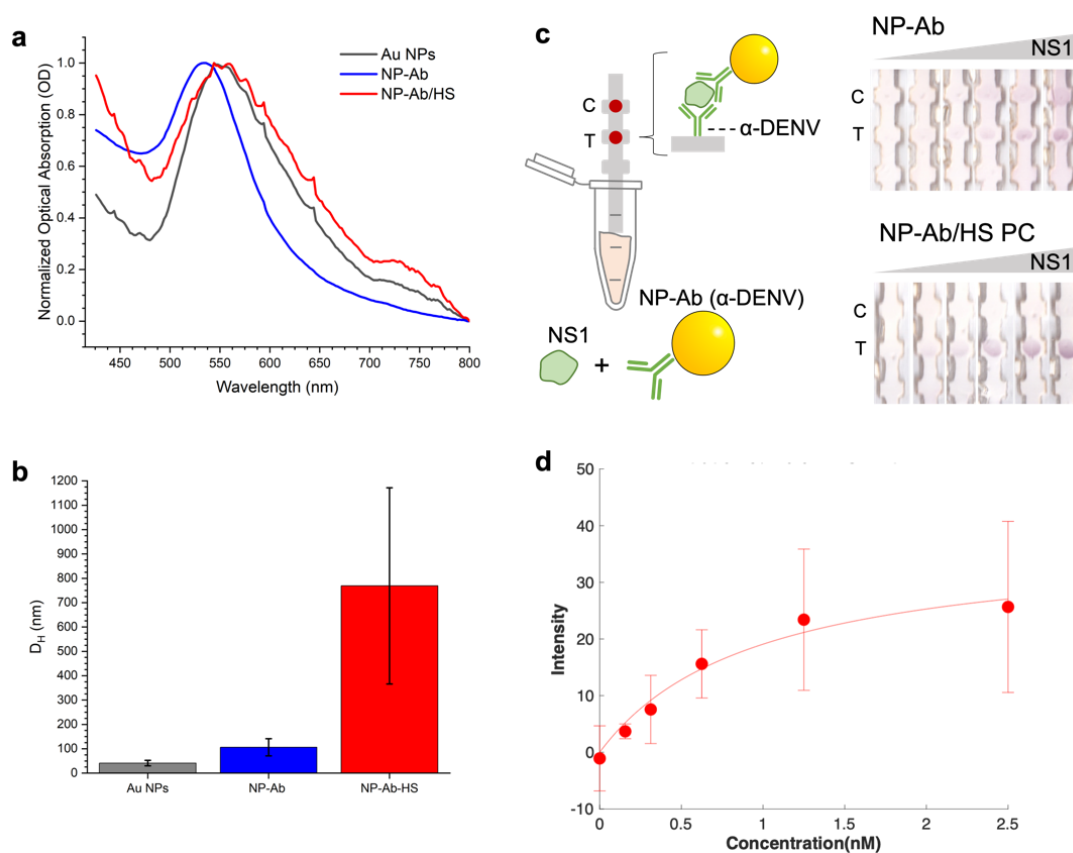 a
Normalized Optical Absorption (OD)
1.0
0.8
0.6
0.4
0.2
0.0
450 500 550 600 650 700 750 800
Wavelength (nm)
Au NPs
NP-Ab
NP-Ab/HS
c
C
T
α-DENV
NP-Ab (α-DENV)
NS1
+
NP-Ab
NS1
C
T
NP-Ab/HS PC
NS1
C
T
b
D_H (nm)
1200
1100
1000
900
800
700
600
500
400
300
200
100
0
Au NPs NP-Ab NP-Ab-HS
d
Intensity
50
40
30
20
10
0
-10
0 0.5 1 1.5 2 2.5
Concentration(nM)